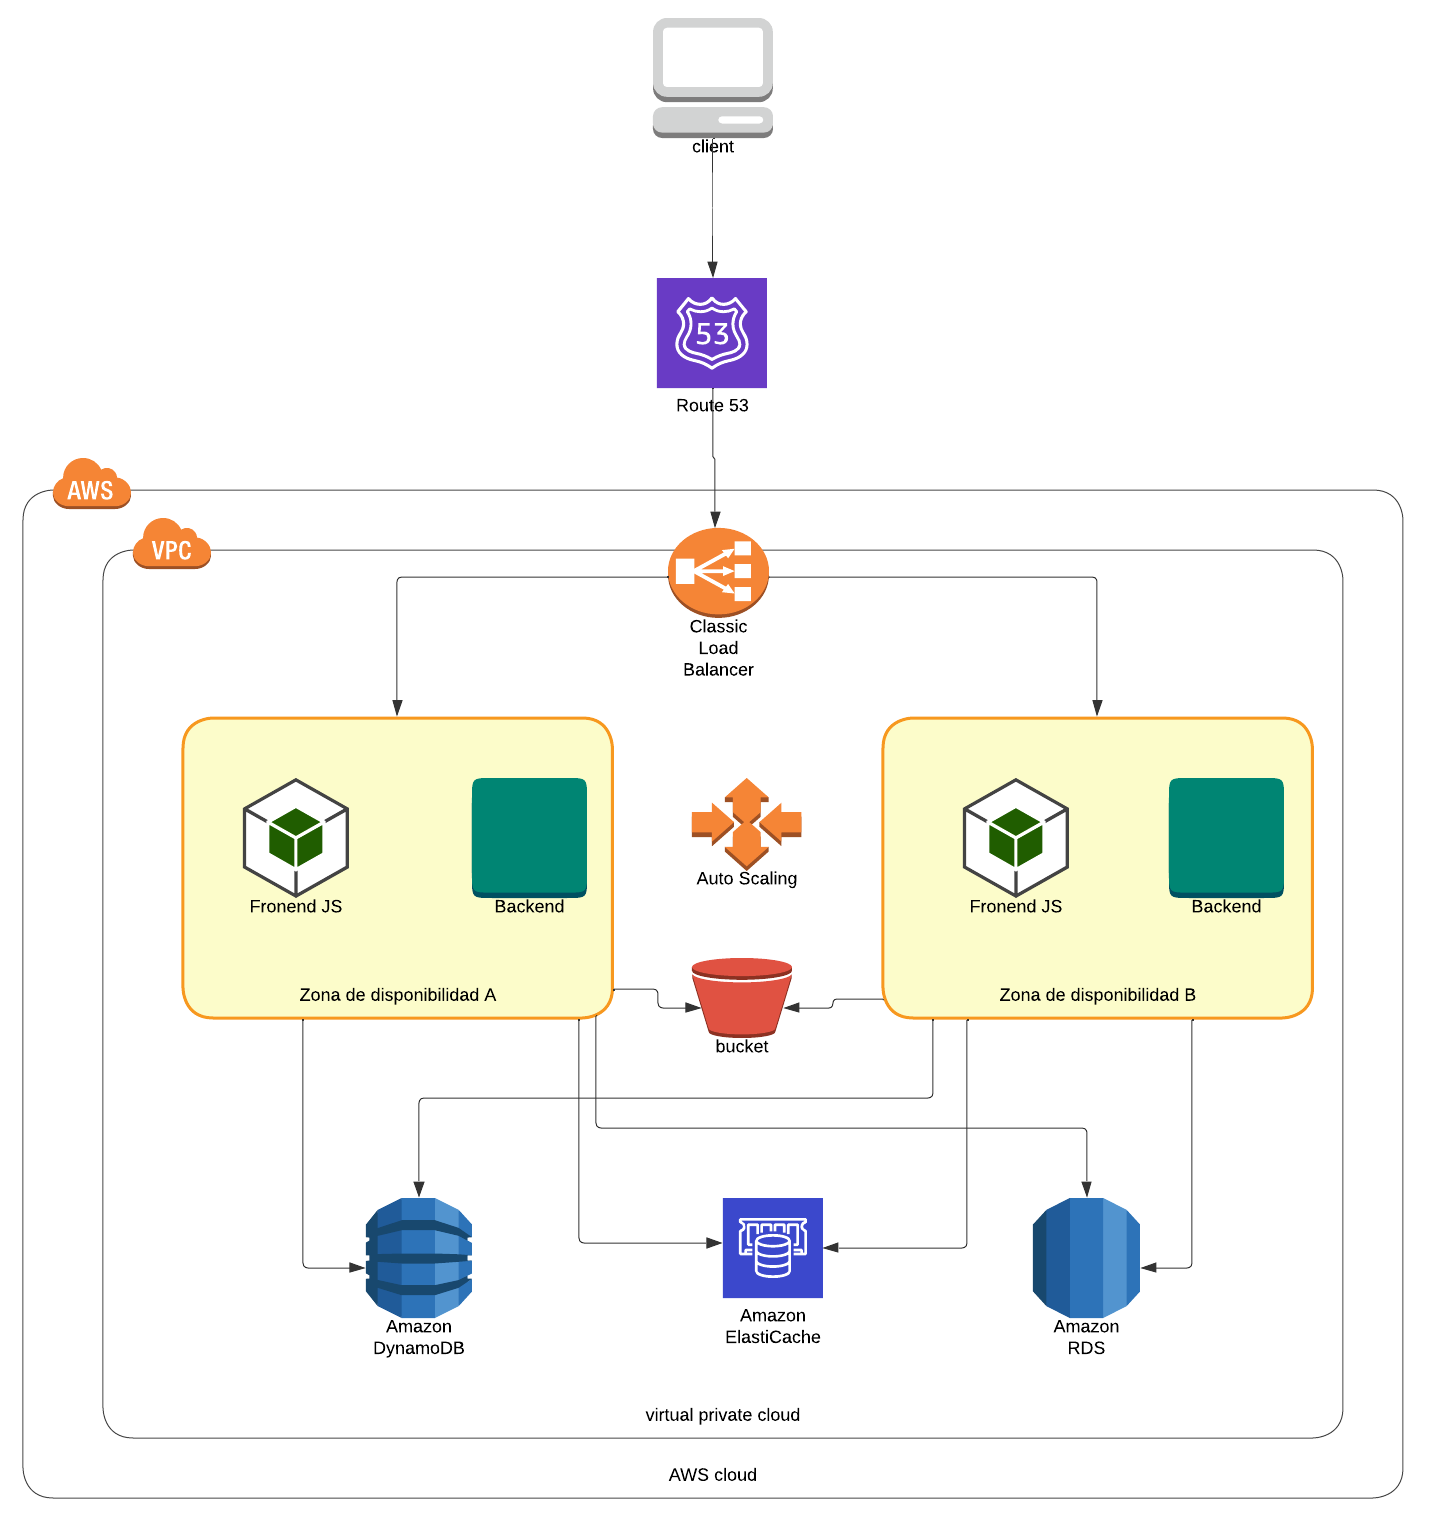 client
53
Route 53
AWS
VPC
Classic
Load
Balancer
Fronend JS
Backend
Auto Scaling
Fronend JS
Backend
Zona de disponibilidad A
Zona de disponibilidad B
bucket
Amazon
DynamoDB
Amazon
ElastiCache
Amazon
RDS
virtual private cloud
AWS cloud